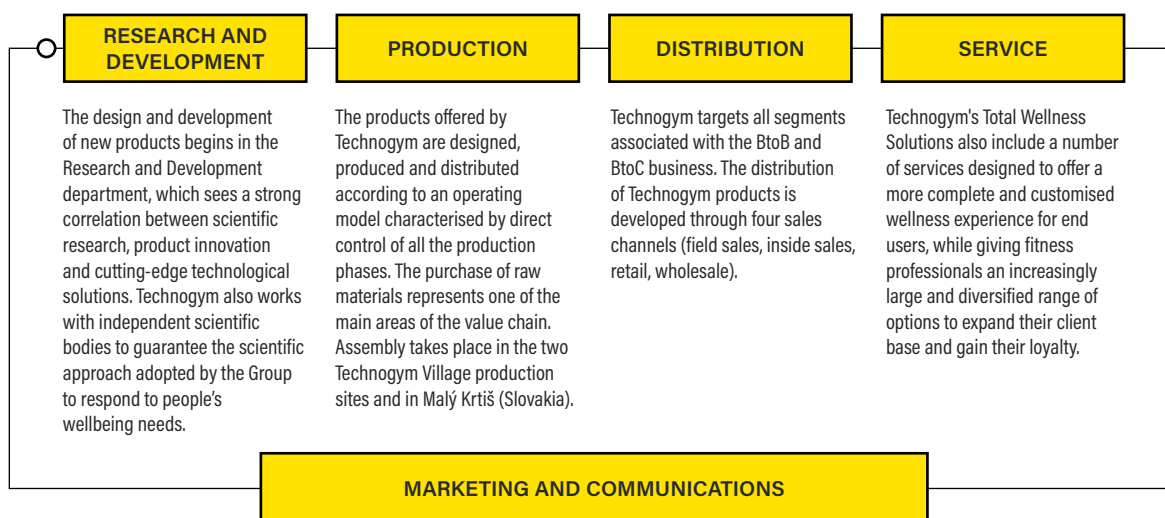 RESEARCH AND
DEVELOPMENT
The design and development
of new products begins in the
Research and Development
department, which sees a strong
correlation between scientific
research, product innovation
and cutting-edge technological
solutions. Technogym also works
with independent scientific
bodies to guarantee the scientific
approach adopted by the Group
to respond to people's
wellbeing needs.
PRODUCTION
The products offered by
Technogym are designed,
produced and distributed
according to an operating
model characterised by direct
control of all the production
phases. The purchase of raw
materials represents one of the
main areas of the value chain.
Assembly takes place in the two
Technogym Village production
sites and in Malý Krtiš (Slovakia).
DISTRIBUTION
Technogym targets all segments
associated with the BtoB and
BtoC business. The distribution
of Technogym products is
developed through four sales
channels (field sales, inside sales,
retail, wholesale).
SERVICE
Technogym's Total Wellness
Solutions also include a number
of services designed to offer a
more complete and customised
wellness experience for end
users, while giving fitness
professionals an increasingly
large and diversified range of
options to expand their client
base and gain their loyalty.
MARKETING AND COMMUNICATIONS